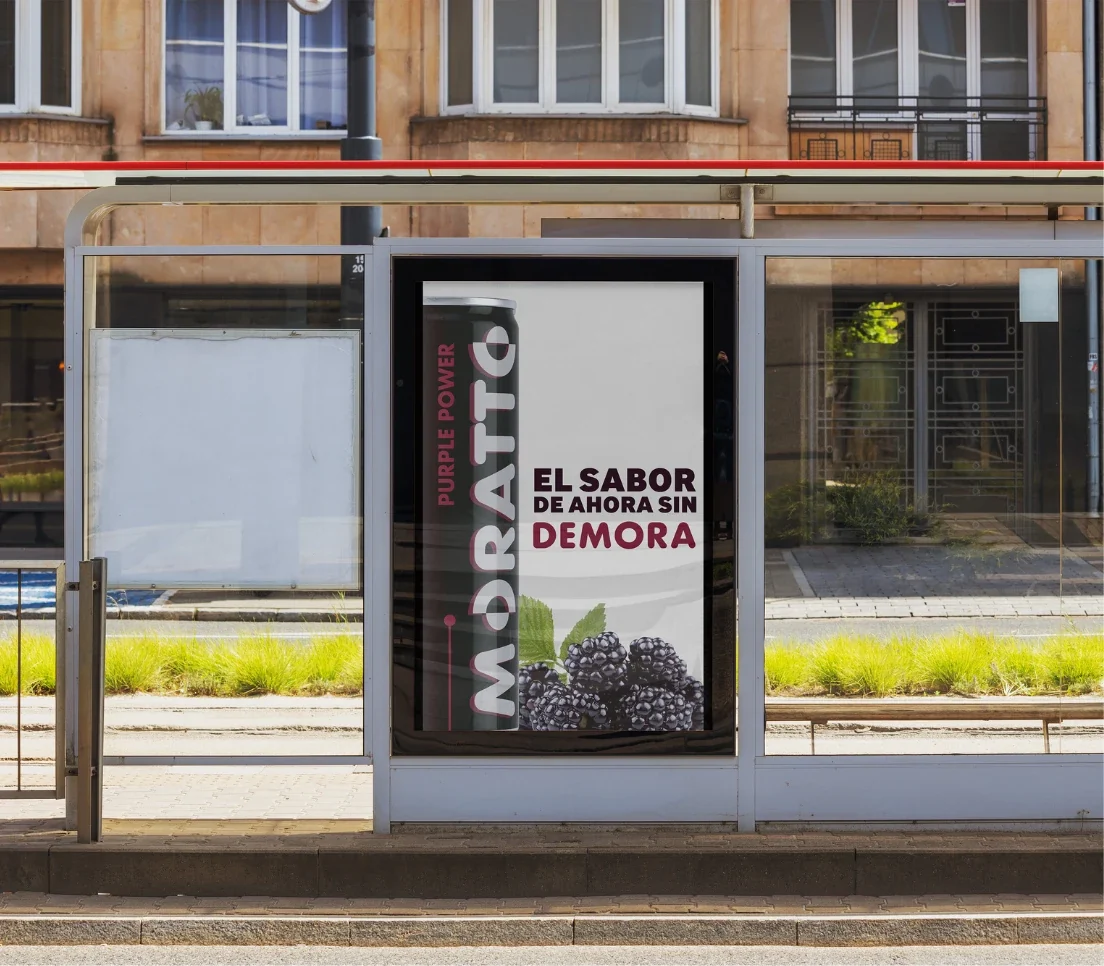 PURPLE POWER
MORATTO
EL SABOR
DE AHORA SIN
DEMORA